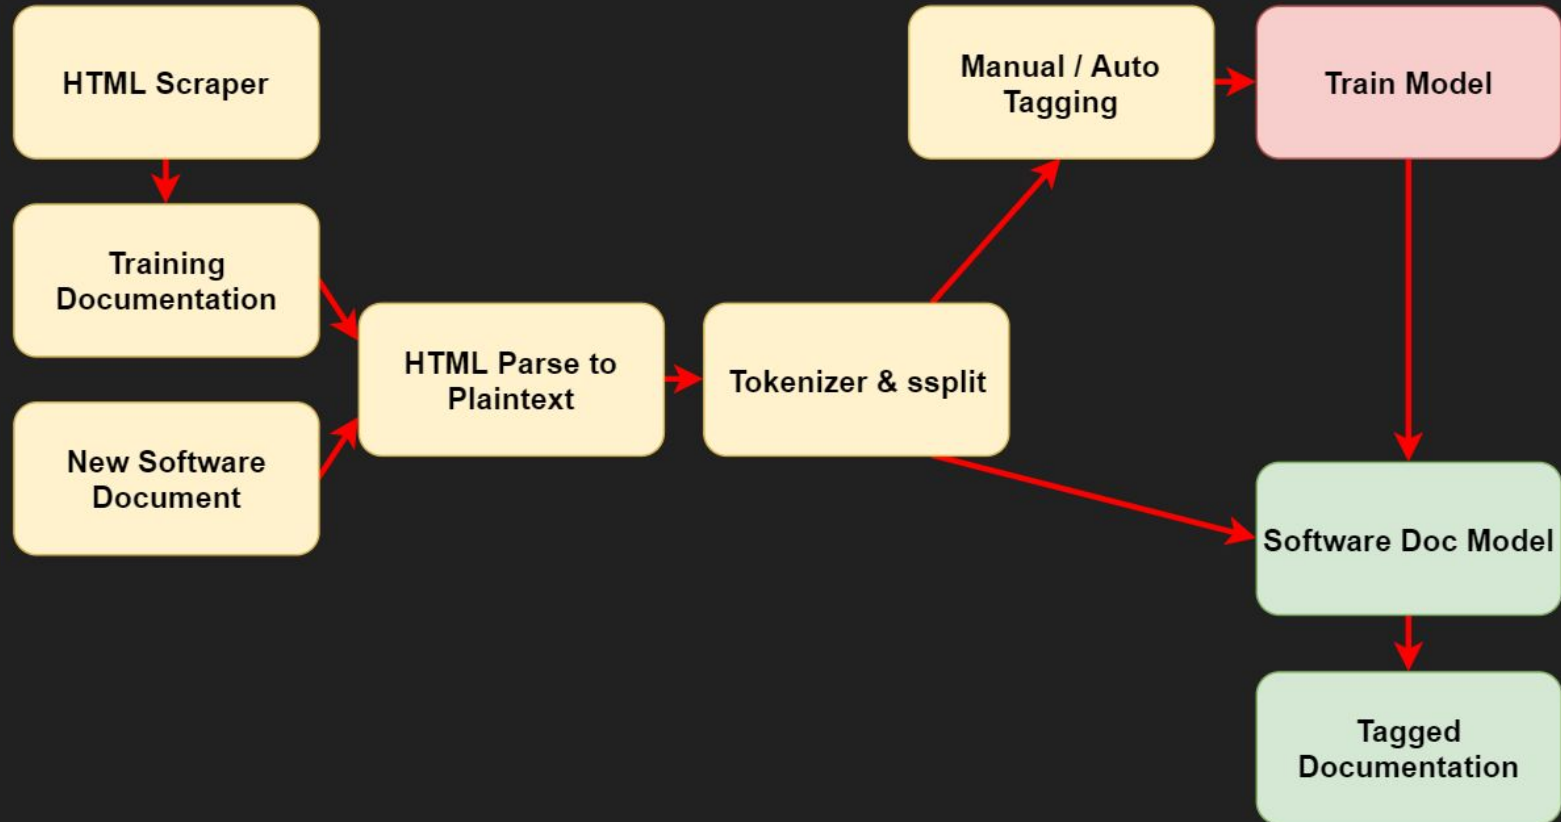 HTML Scraper
Training
Documentation
New Software
Document
HTML Parse to
Plaintext
Tokenizer & ssplit
Manual / Auto
Tagging
Train Model
Software Doc Model
Tagged
Documentation